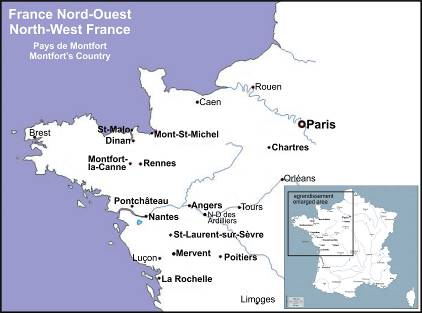 France Nord-Ouest
North-West France
Pays de Montfort
Montfort's Country
Rouen
Caen
Paris
St-Malo
Mont-St-Michel
Brest
Dinan
Chartres
Montfort-
la-Canne
Rennes
Orléans
Pontchâteau
Angers
Tours
Nantes
N-D des
Ardilliers
St-Laurent-sur-Sèvre
Mervent
Poitiers
Luçon
La Rochelle
Limoges
agrandissement
enlarged area